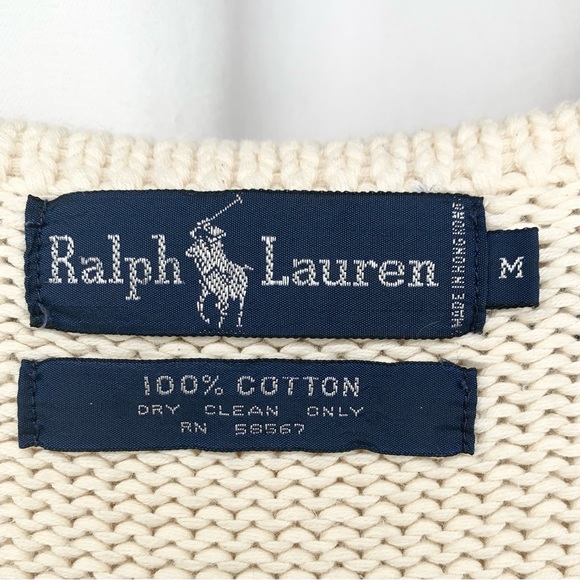 Ralph Lauren
MADE IN HONG KONG
M
100% COTTON
DRY CLEAN ONLY
RN 58567